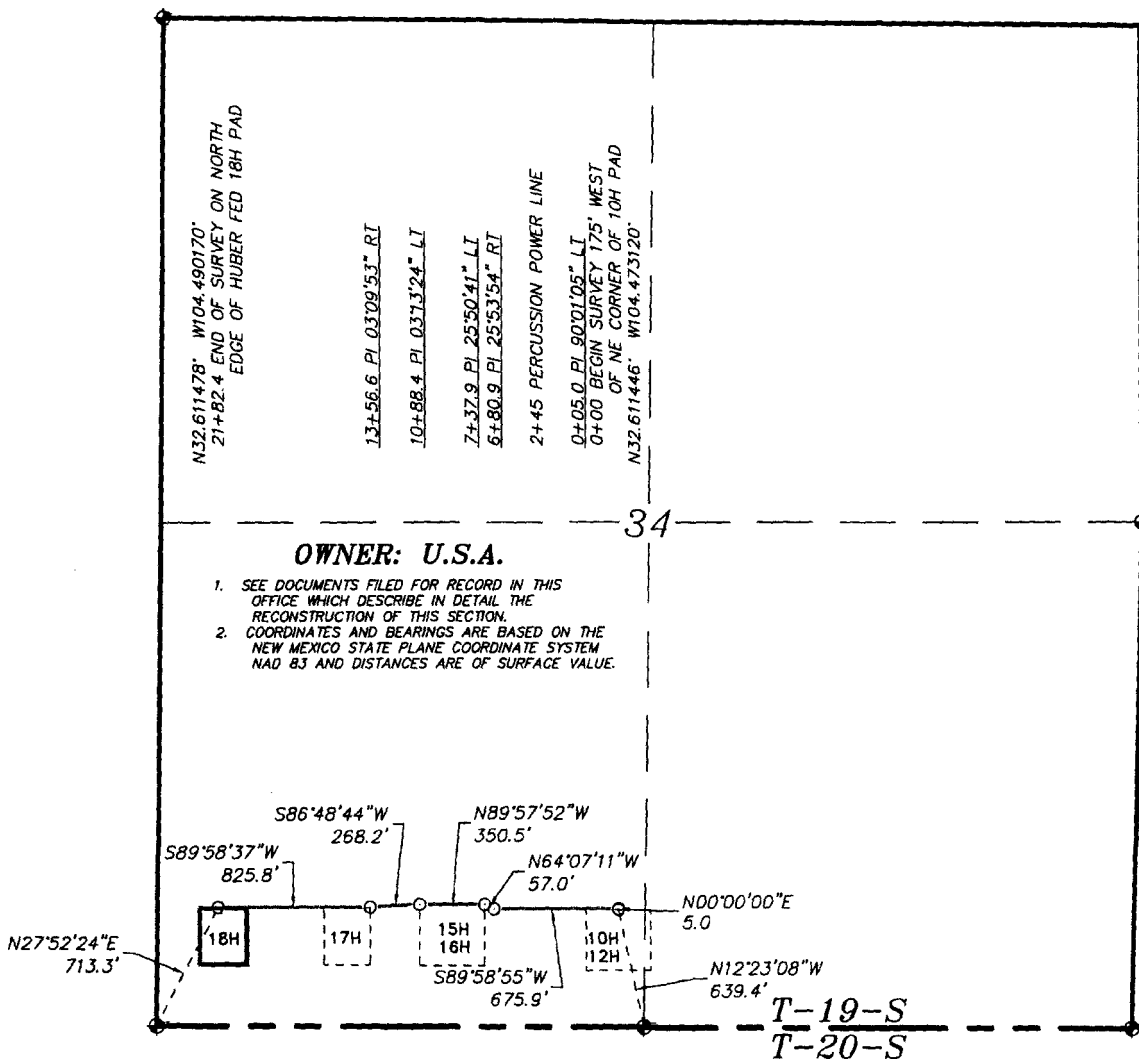 N32.611478° W104.490170°
21+82.4 END OF SURVEY ON NORTH
EDGE OF HUBER FED 18H PAD
13+56.6 PI 03°09'53" RT
10+88.4 PI 03°13'24" LT
7+37.9 PI 25°50'41" LT
6+80.9 PI 25°53'54" RT
2+45 PERCUSSION POWER LINE
0+05.0 PI 90°01'05" LT
0+00 BEGIN SURVEY 175' WEST
OF NE CORNER OF 10H PAD
N32.611446° W104.473120°
34
OWNER: U.S.A.
1. SEE DOCUMENTS FILED FOR RECORD IN THIS
OFFICE WHICH DESCRIBE IN DETAIL THE
RECONSTRUCTION OF THIS SECTION.
2. COORDINATES AND BEARINGS ARE BASED ON THE
NEW MEXICO STATE PLANE COORDINATE SYSTEM
NAD 83 AND DISTANCES ARE OF SURFACE VALUE.
S86°48'44"W
268.2'
N89°57'52"W
350.5'
S89°58'37"W
825.8'
N64°07'11"W
57.0'
N00°00'00"E
5.0
18H
17H
15H
16H
10H
12H
N27°52'24"E
713.3'
S89°58'55"W
675.9'
N12°23'08"W
639.4'
T-19-S
T-20-S